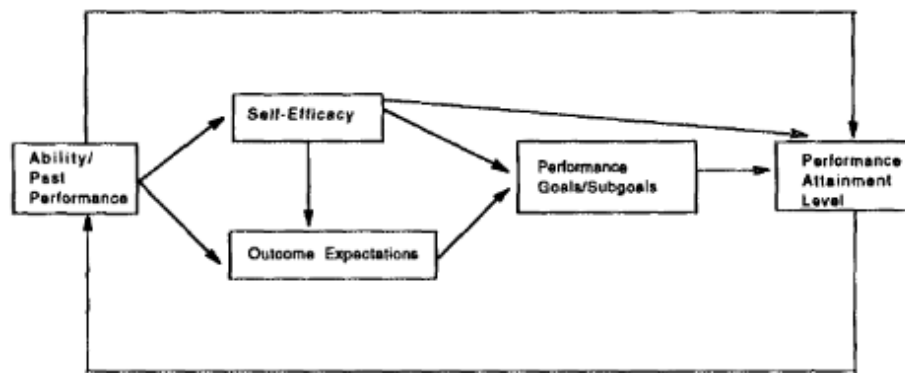 Self-Efficacy
Ability/
Past
Performance
Performance
Goals/Subgoals
Performance
Attainment
Level
Outcome Expectations